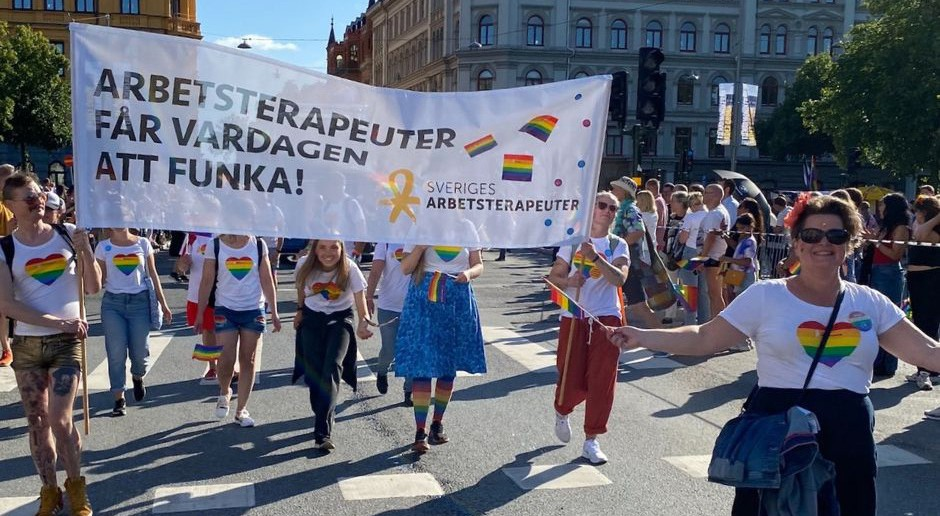 ARBETSTERAPEUTER
FÅR VARDAGEN
ATT FUNKA!
SVERIGES
ARBETSTERAPEUTER